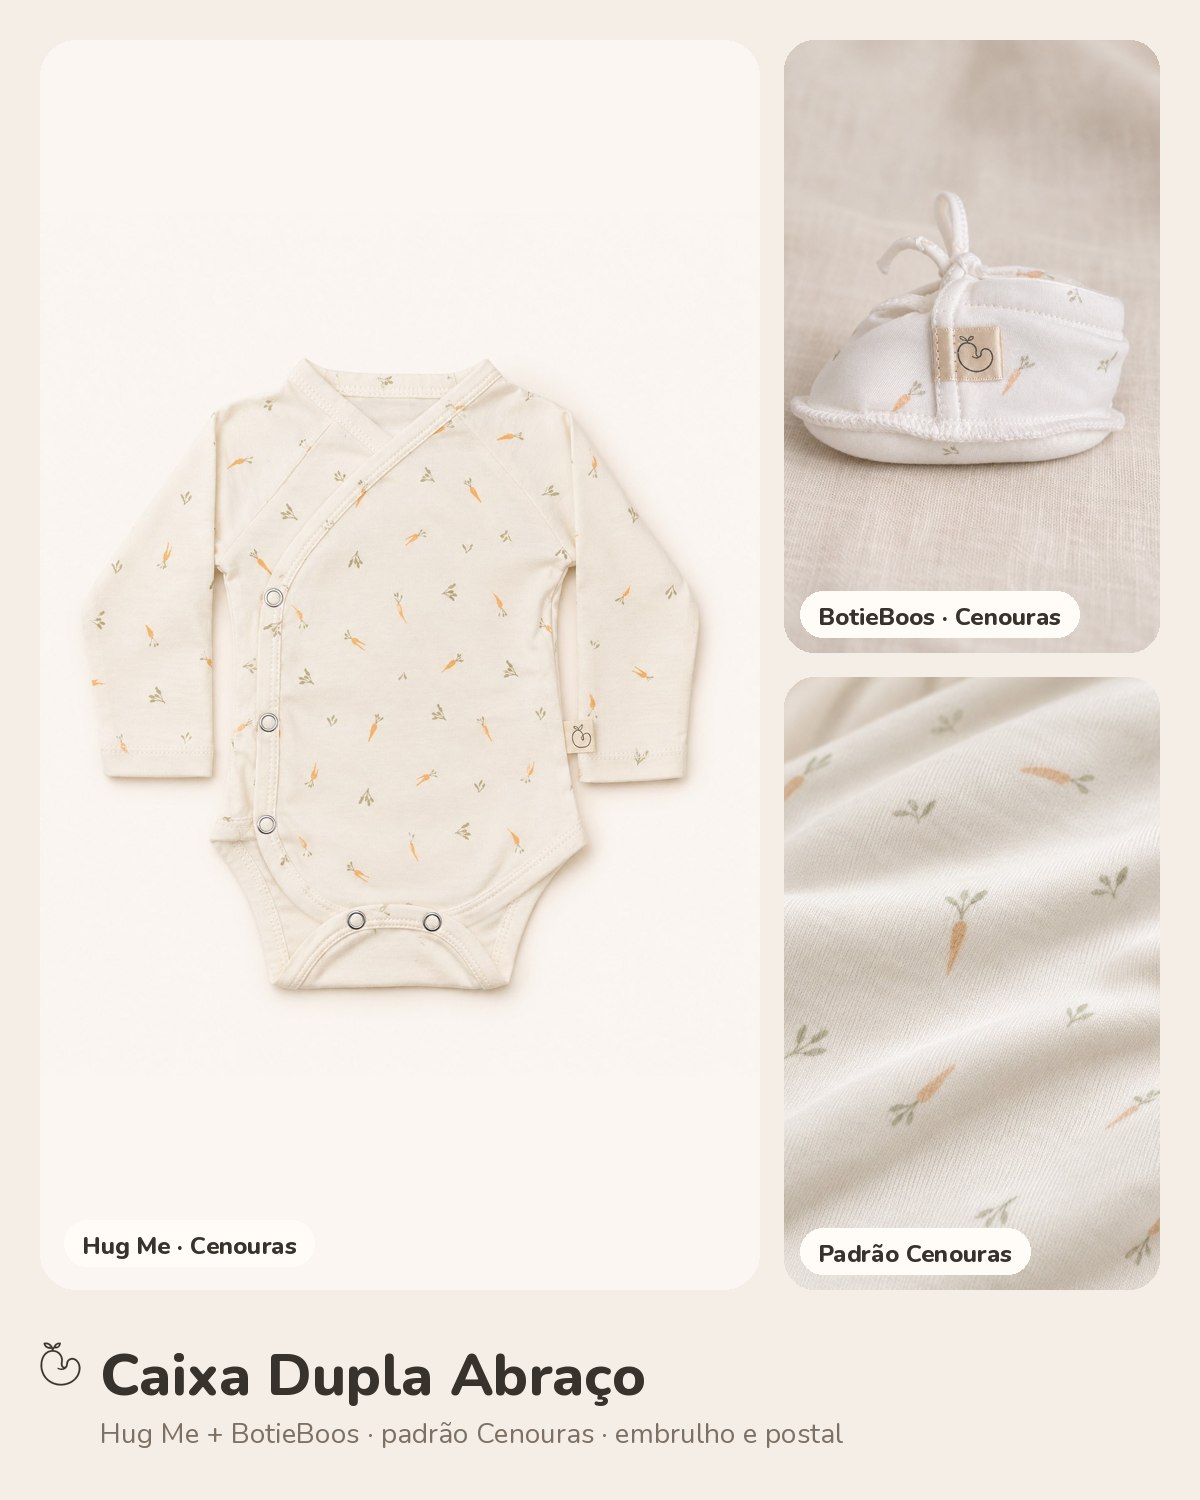 Hug Me · Cenouras
BotieBoos · Cenouras
Padrão Cenouras
Caixa Dupla Abraço
Hug Me + BotieBoos · padrão Cenouras · embrulho e postal